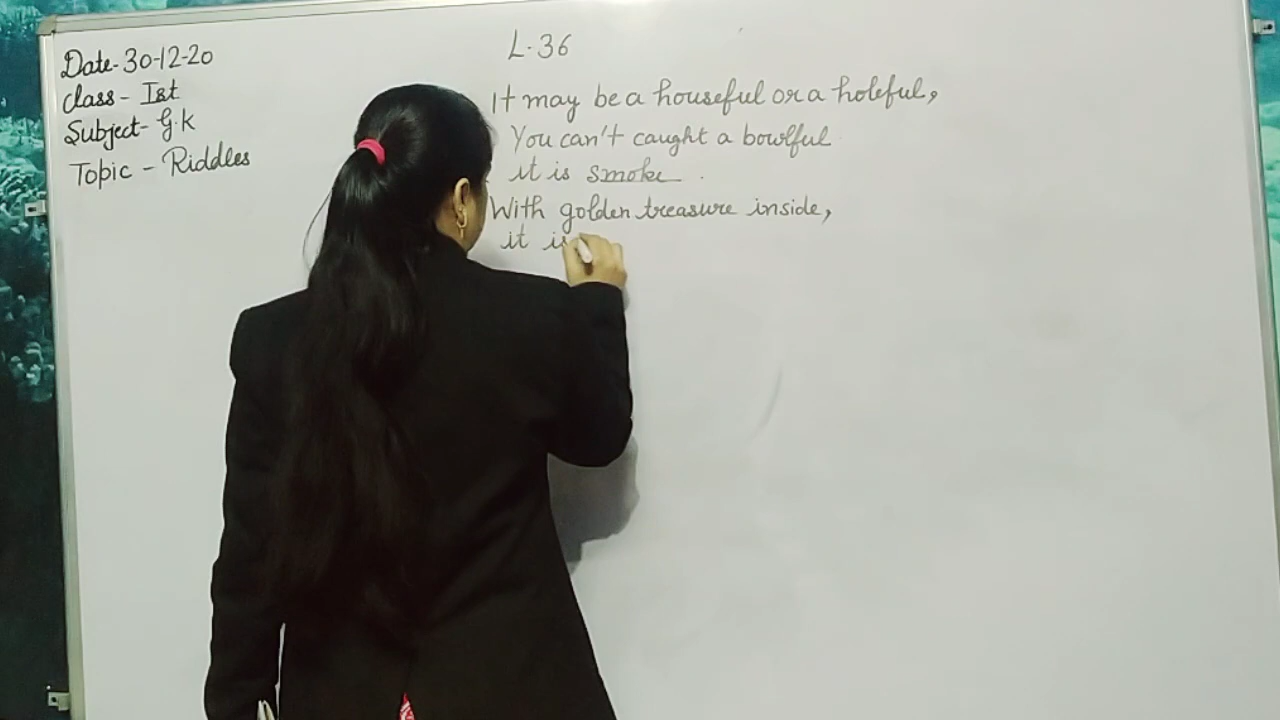 Date-30-12-20
Class - Ist
Subject- G.K
Topic - Riddles
L-36
It may be a houseful or a holeful,
You can't caught a bowlful
it is smoke.
With golden treasure inside,
it is